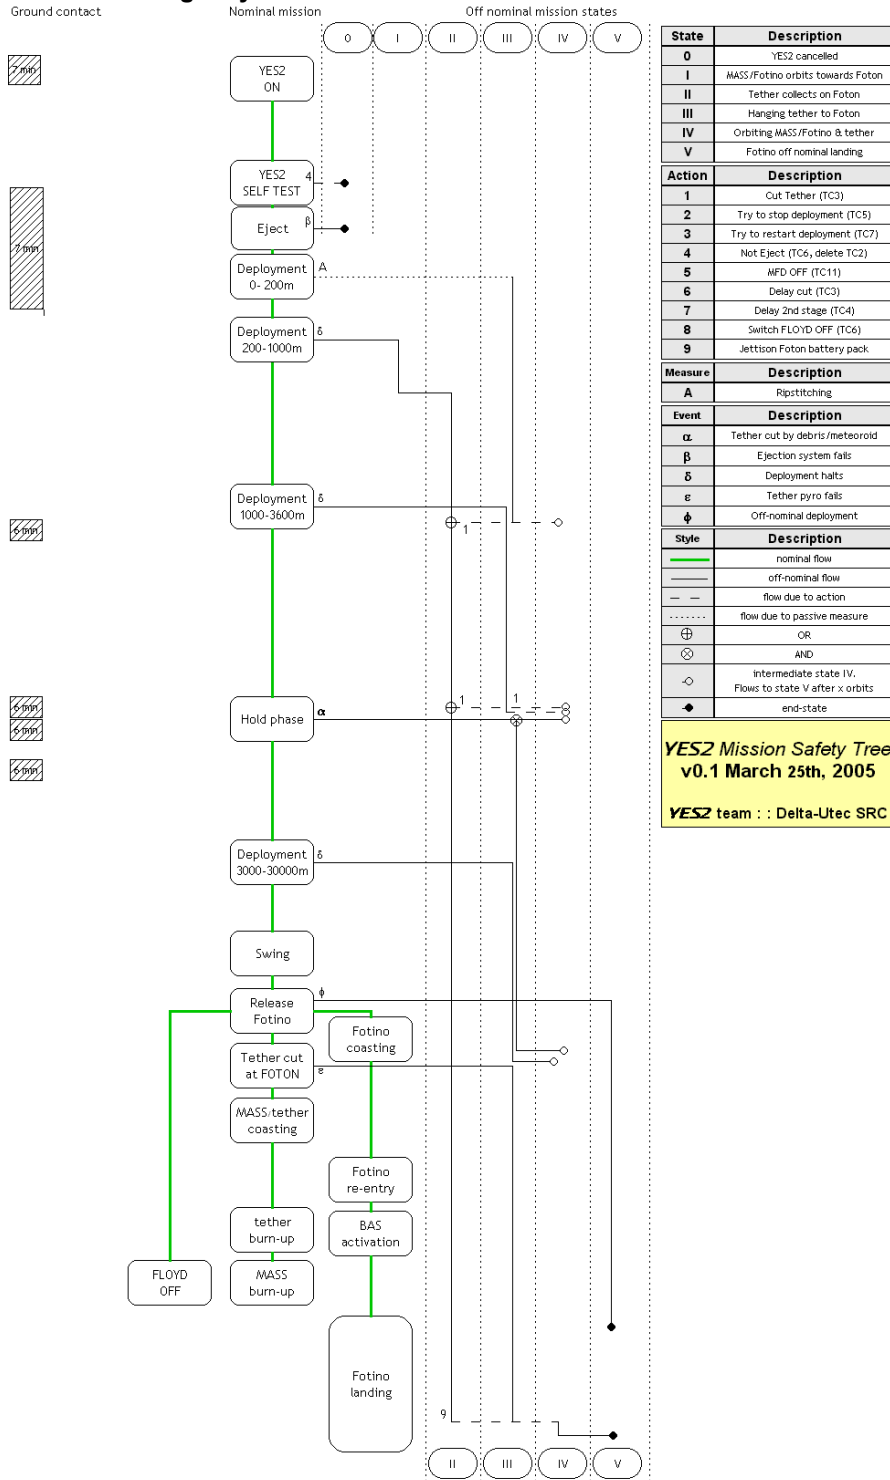 Ground contact
Nominal mission
Off nominal mission states
0
I
II
III
IV
V
7 min
YES2
ON
YES2
SELF TEST
4
Eject
β
7 min
Deployment
0- 200m
A
Deployment
200-1000m
δ
Deployment
1000-3600m
δ
6 min
1
6 min
6 min
Hold phase
α
1
1
6 min
Deployment
3000-30000m
δ
Swing
Release
Fotino
ϕ
Fotino
coasting
Tether cut
at FOTON
ε
MASS/tether
coasting
Fotino
re-entry
tether
burn-up
BAS
activation
FLOYD
OFF
MASS
burn-up
Fotino
landing
9
II
III
IV
V
State Description
0 YES2 cancelled
I MASS/Fotino orbits towards Foton
II Tether collects on Foton
III Hanging tether to Foton
IV Orbiting MASS/Fotino & tether
V Fotino off nominal landing
Action Description
1 Cut Tether (TC3)
2 Try to stop deployment (TC5)
3 Try to restart deployment (TC7)
4 Not Eject (TC6, delete TC2)
5 MFD OFF (TC11)
6 Delay cut (TC3)
7 Delay 2nd stage (TC4)
8 Switch FLOYD OFF (TC6)
9 Jettison Foton battery pack
Measure Description
A Ripstitching
Event Description
α Tether cut by debris/meteoroid
β Ejection system fails
δ Deployment halts
ε Tether pyro fails
ϕ Off-nominal deployment
Style Description
nominal flow
off-nominal flow
flow due to action
flow due to passive measure
OR
AND
intermediate state IV.
Flows to state V after x orbits
end-state
YES2 Mission Safety Tree
v0.1 March 25th, 2005
YES2 team : : Delta-Utec SRC